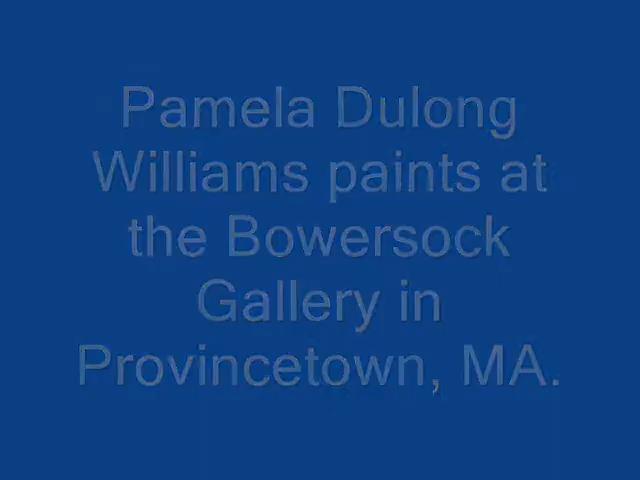 Pamela Dulong
Williams paints at
the Bowersock
Gallery in
Provincetown, MA.